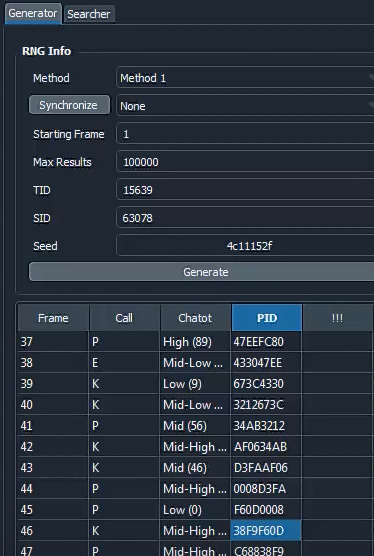 Generator Searcher
RNG Info
Method Method 1
Synchronize None
Starting Frame 1
Max Results 100000
TID 15639
SID 63078
Seed 4c11152f
Generate
Frame Call Chatot PID !!!
37 P High (89) 47EEFC80
38 E Mid-Low ... 433047EE
39 K Low (9) 673C4330
40 K Mid-Low ... 3212673C
41 P Mid (56) 34AB3212
42 K Mid-High ... AF0634AB
43 K Mid (46) D3FAAF06
44 P Mid-High ... 0008D3FA
45 P Low (0) F60D0008
46 K Mid-High ... 38F9F60D
47 P Mid-High ... C68838F9